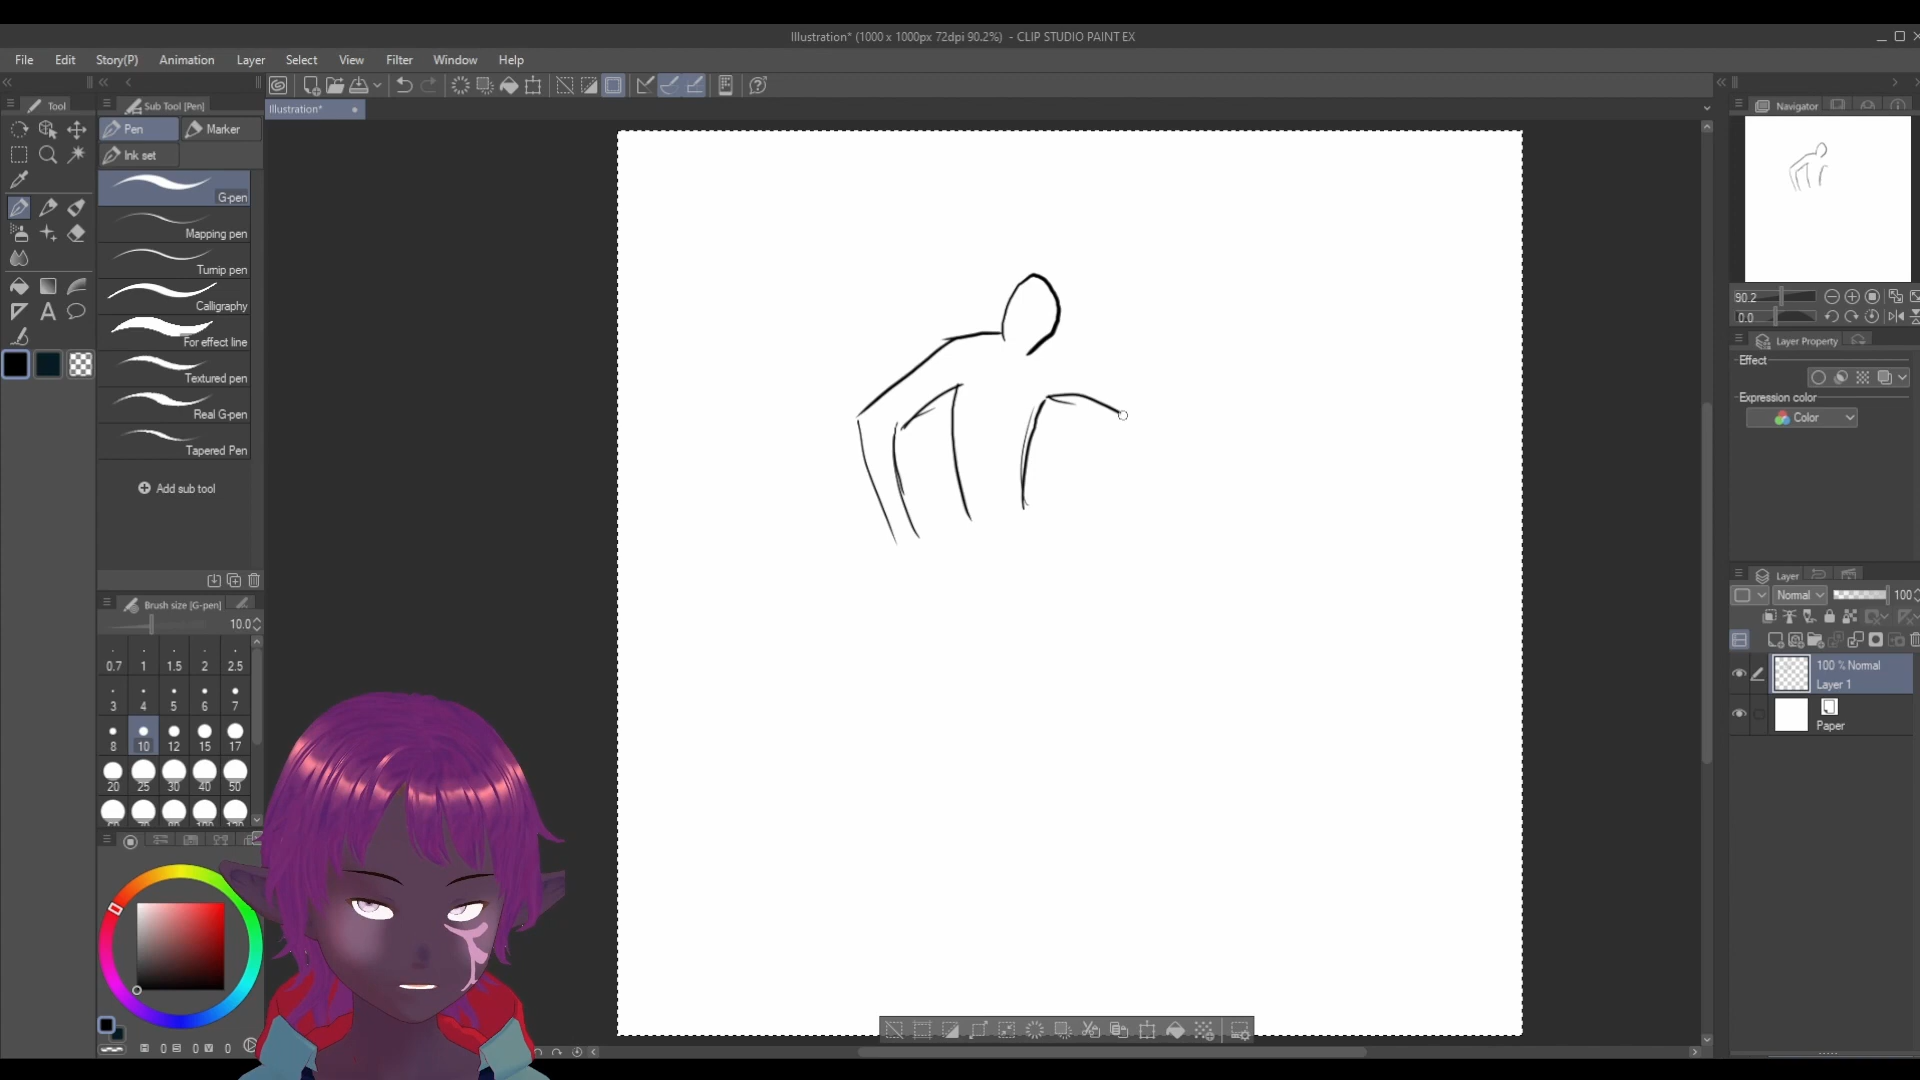 Illustration* (1000 x 1000px 72dpi 90.2%) - CLIP STUDIO PAINT EX
File Edit Story(P) Animation Layer Select View Filter Window Help
Tool
Sub Tool [Pen]
Illustration*
Navigator
Pen
Marker
Ink set
G-pen
Mapping pen
Turnip pen
Calligraphy
For effect line
Textured pen
Real G-pen
Tapered Pen
Add sub tool
Brush size [G-pen]
10.0
0.7 1 1.5 2 2.5
3 4 5 6 7
8 10 12 15 17
20 25 30 40 50
0 0 0
90.2
0.0
Layer Property
Effect
Expression color
Color
Layer
Normal 100
100 % Normal
Layer 1
Paper